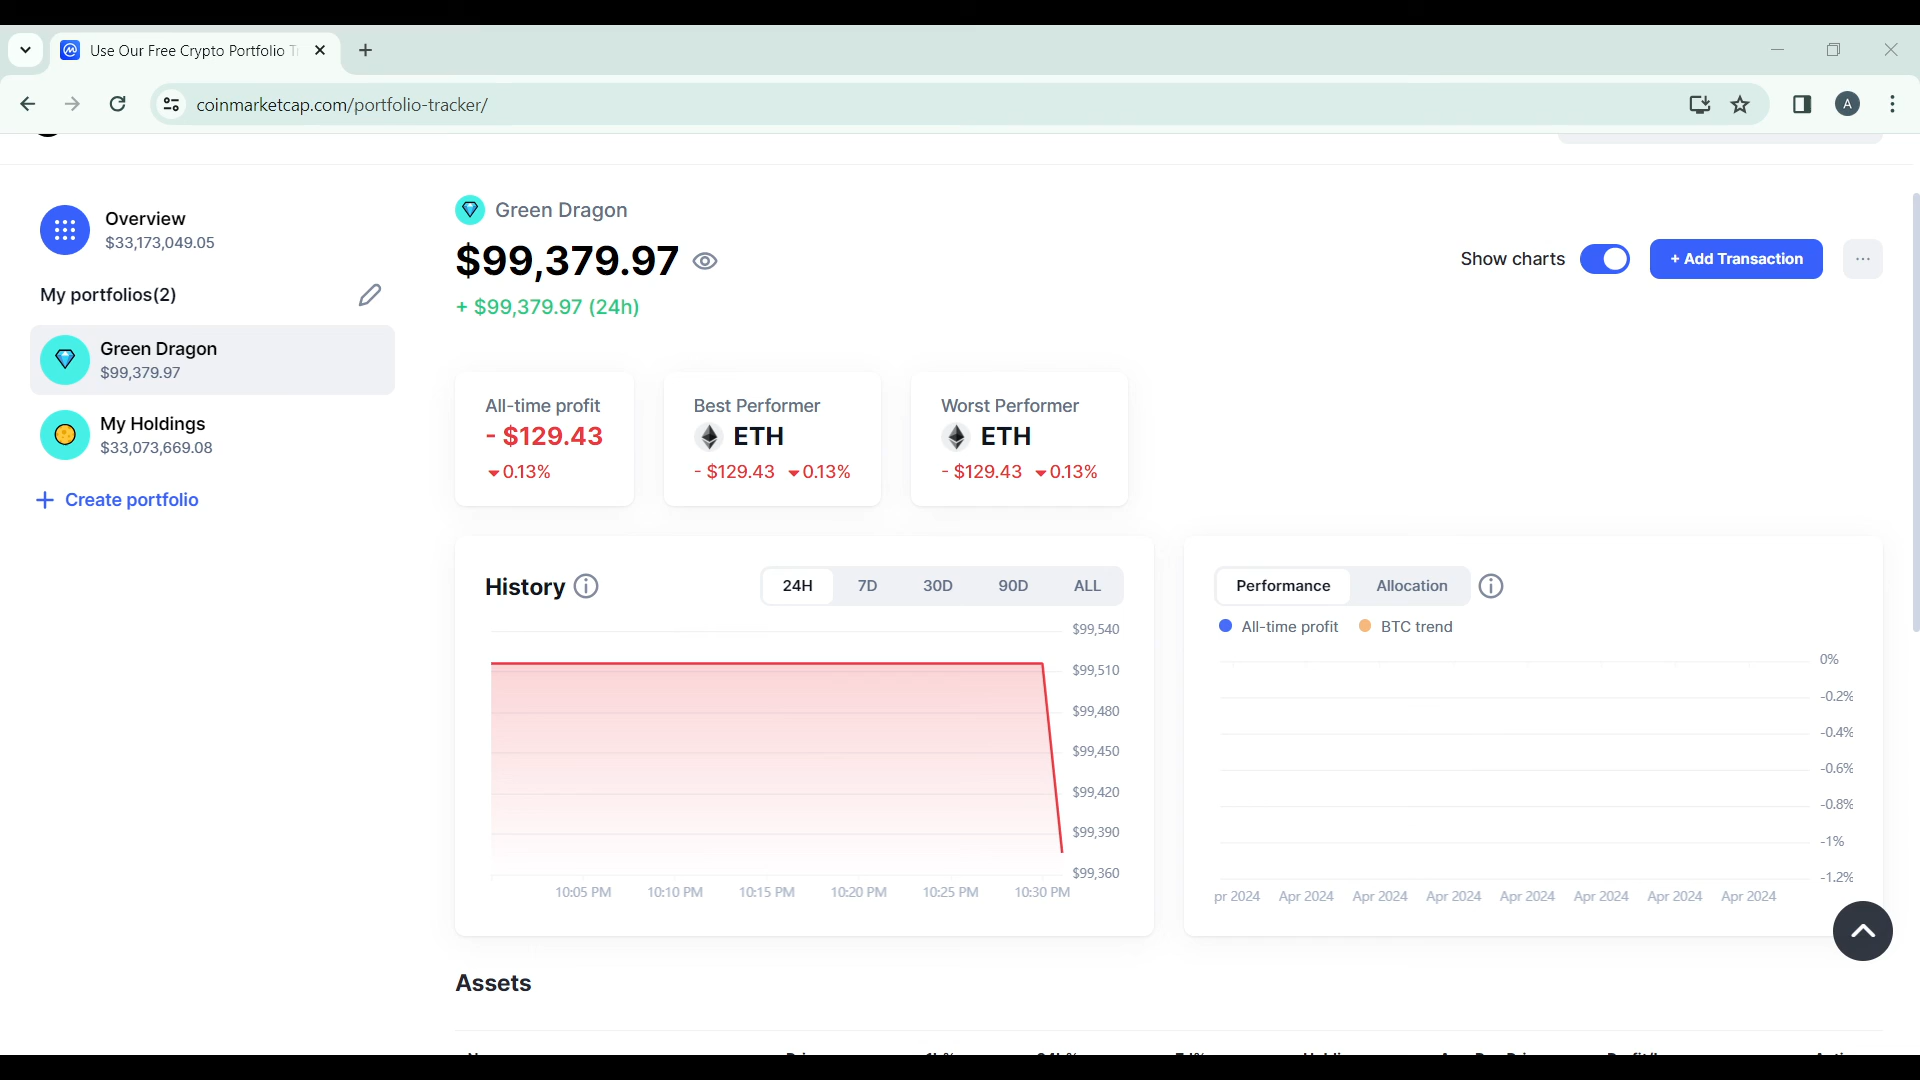 Use Our Free Crypto Portfolio Tr
coinmarketcap.com/portfolio-tracker/
A
Overview
$33,173,049.05
My portfolios(2)
Green Dragon
$99,379.97
My Holdings
$33,073,669.08
+ Create portfolio
Green Dragon
$99,379.97
+ $99,379.97 (24h)
Show charts
+ Add Transaction
All-time profit
- $129.43
0.13%
Best Performer
ETH
- $129.43 0.13%
Worst Performer
ETH
- $129.43 0.13%
History
24H 7D 30D 90D ALL
$99,540
$99,510
$99,480
$99,450
$99,420
$99,390
$99,360
10:05 PM 10:10 PM 10:15 PM 10:20 PM 10:25 PM 10:30 PM
Performance Allocation
All-time profit BTC trend
0%
-0.2%
-0.4%
-0.6%
-0.8%
-1%
-1.2%
pr 2024 Apr 2024 Apr 2024 Apr 2024 Apr 2024 Apr 2024 Apr 2024 Apr 2024
Assets